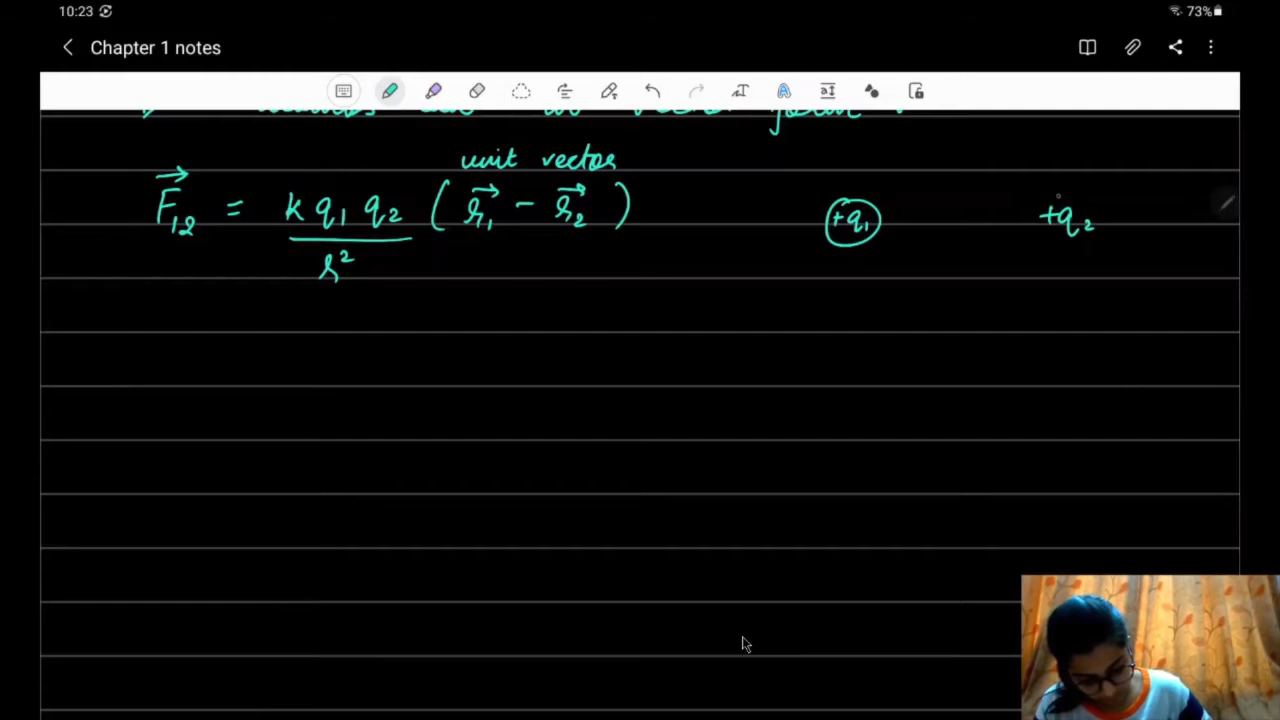 10:23 73%
Chapter 1 notes
unit vector
F₁₂ = k q₁ q₂ ( r₁ - r₂ ) +q₁ +q₂
r²